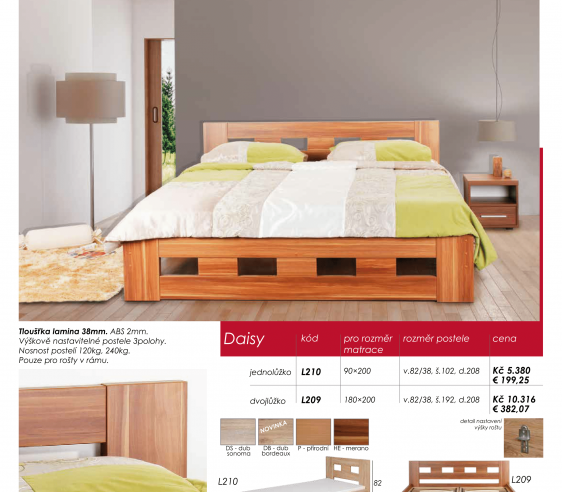 Tloušťka lamina 38mm. ABS 2mm.
Výškově nastavitelné postele 3polohy.
Nosnost postelí 120kg, 240kg.
Pouze pro rošty v rámu.
Daisy kód pro rozměr matrace rozměr postele cena
jednolůžko L210 90×200 v.82/38, š.102, d.208 Kč 5.380
€ 199,25
dvojlůžko L209 180×200 v.82/38, š.192, d.208 Kč 10.316
€ 382,07
NOVINKA
DS - dub sonoma
DB - dub bordeaux
P - přírodní
HE - merano
detail nastavení
výšky roštu
L210
82
L209